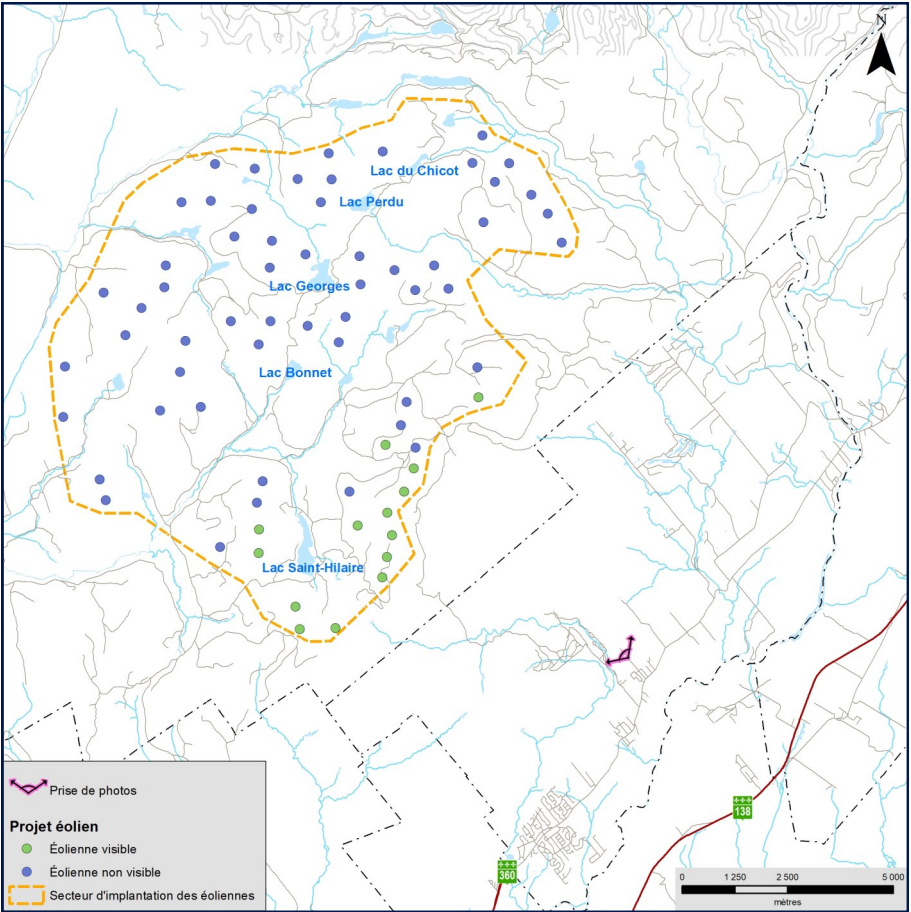 N
Lac du Chicot
Lac Perdu
Lac Georges
Lac Bonnet
Lac Saint-Hilaire
Prise de photos
Projet éolien
Éolienne visible
Éolienne non visible
Secteur d'implantation des éoliennes
138
360
0 1 250 2 500 5 000
mètres